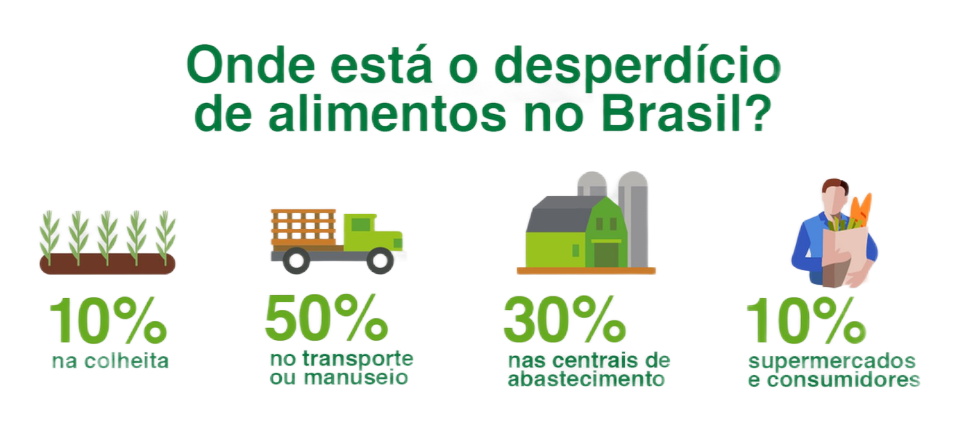 Onde está o desperdício
de alimentos no Brasil?
10%
na colheita
50%
no transporte
ou manuseio
30%
nas centrais de
abastecimento
10%
supermercados
e consumidores